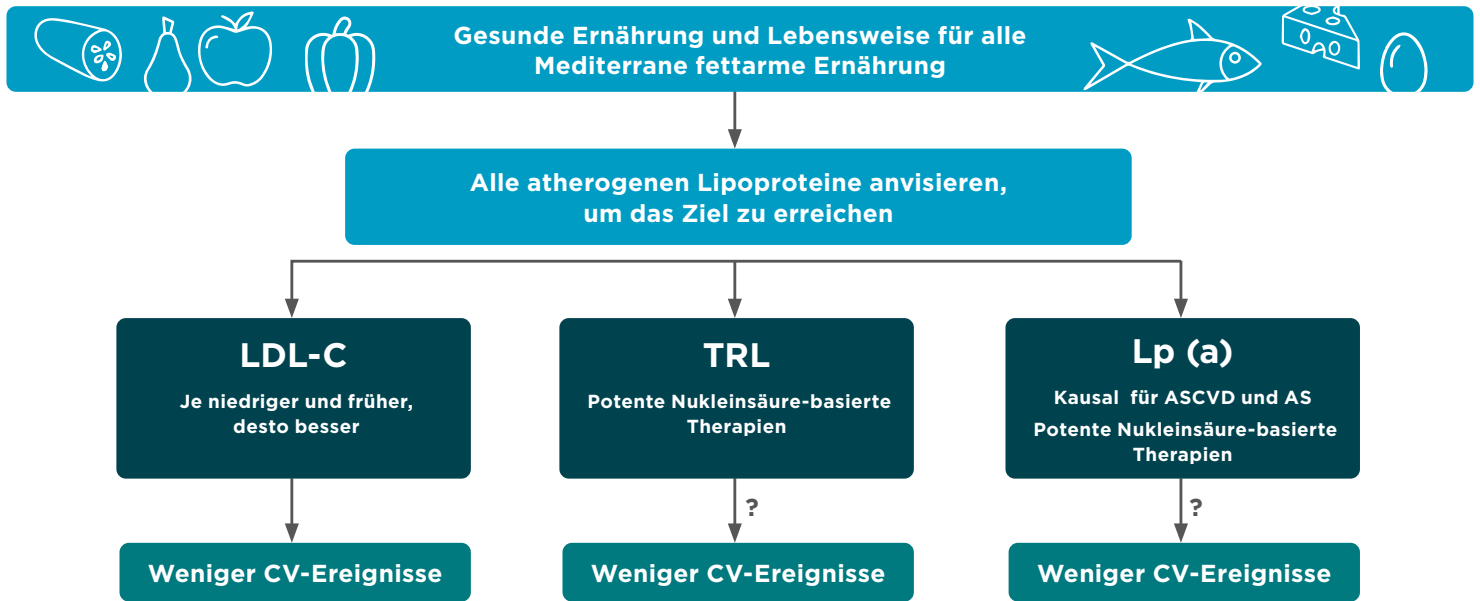 Gesunde Ernährung und Lebensweise für alle
Mediterrane fettarme Ernährung
Alle atherogenen Lipoproteine anvisieren,
um das Ziel zu erreichen
LDL-C
Je niedriger und früher,
desto besser
TRL
Potente Nukleinsäure-basierte
Therapien
Lp (a)
Kausal für ASCVD und AS
Potente Nukleinsäure-basierte
Therapien
?
?
Weniger CV-Ereignisse
Weniger CV-Ereignisse
Weniger CV-Ereignisse